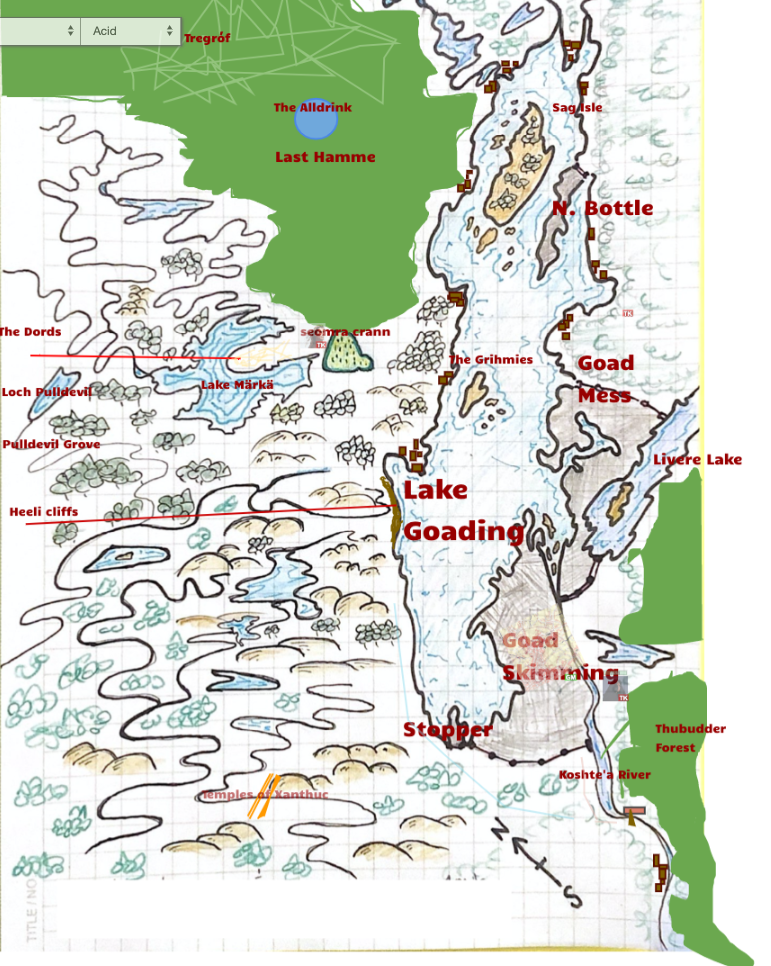 Acid
Tregróf
The Alldrink
Sag Isle
Last Hamme
N. Bottle
TK
The Dords
seomra crann
TK
The Grihmies
Goad
Mess
Lake Märkä
Loch Pulldevil
Pulldevil Grove
Livere Lake
Lake
Goading
Heeli cliffs
Goad
Skimming
TK
Stopper
Thubudder
Forest
Koshte'a River
Temples of Xanthuc
N
S
TITLE / NO